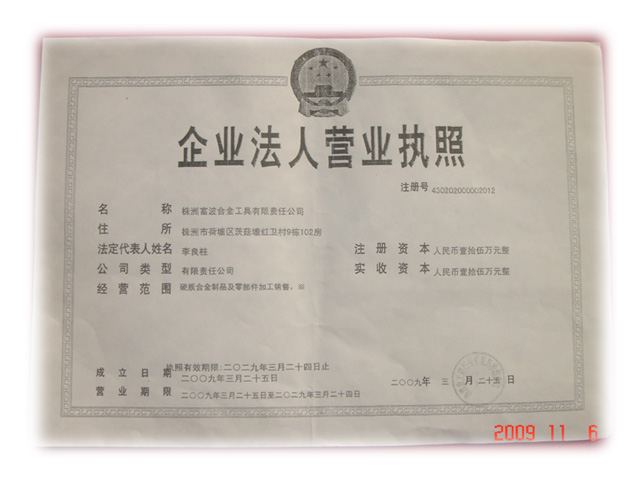 企业法人营业执照
注册号 430202000002012
名称 株洲富波合金工具有限责任公司
住所 株洲市荷塘区茨菇塘红卫村9栋102房
法定代表人姓名 李良柱
注册资本 人民币壹拾伍万元整
公司类型 有限责任公司
实收资本 人民币壹拾伍万元整
经营范围 硬质合金制品及零部件加工销售。※
执照有效期限:二〇二九年三月二十四日止
成立日期 二〇〇九年三月二十五日
营业期限 二〇〇九年三月二十五日至二〇二九年三月二十四日
二〇〇九年 三 月 二十五 日
2009 11 6